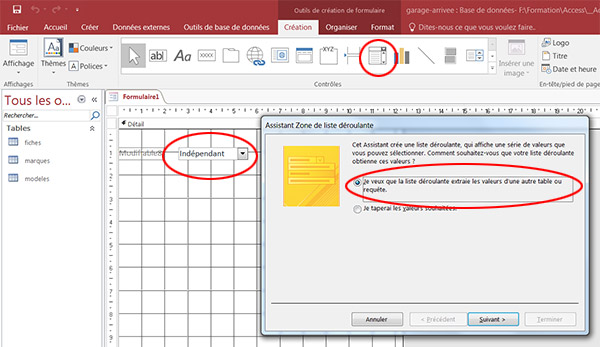 Outils de création de formulaire
garage-arrivee : Base de données- F:\Formation\Access\__A
Fichier
Accueil
Créer
Données externes
Outils de base de données
Création
Organiser
Format
Dites-nous ce que vous voulez faire.
Affichage
Thèmes
Couleurs
Polices
Aa
ab|
Aa
XYZ
Insérer une image
Logo
Titre
Date et heure
Affichages
Thèmes
Contrôles
En-tête/pied de page
Tous les o...
Tables
fiches
marques
modeles
Formulaire1
Détail
Indépendant
Assistant Zone de liste déroulante
Cet Assistant crée une liste déroulante, qui affiche une série de valeurs que
vous pouvez sélectionner. Comment souhaitez-vous que votre liste déroulante
obtienne ces valeurs ?
Je veux que la liste déroulante extraie les valeurs d'une autre table ou
requête.
Je taperai les valeurs souhaitées.
Annuler
< Précédent
Suivant >
Terminer